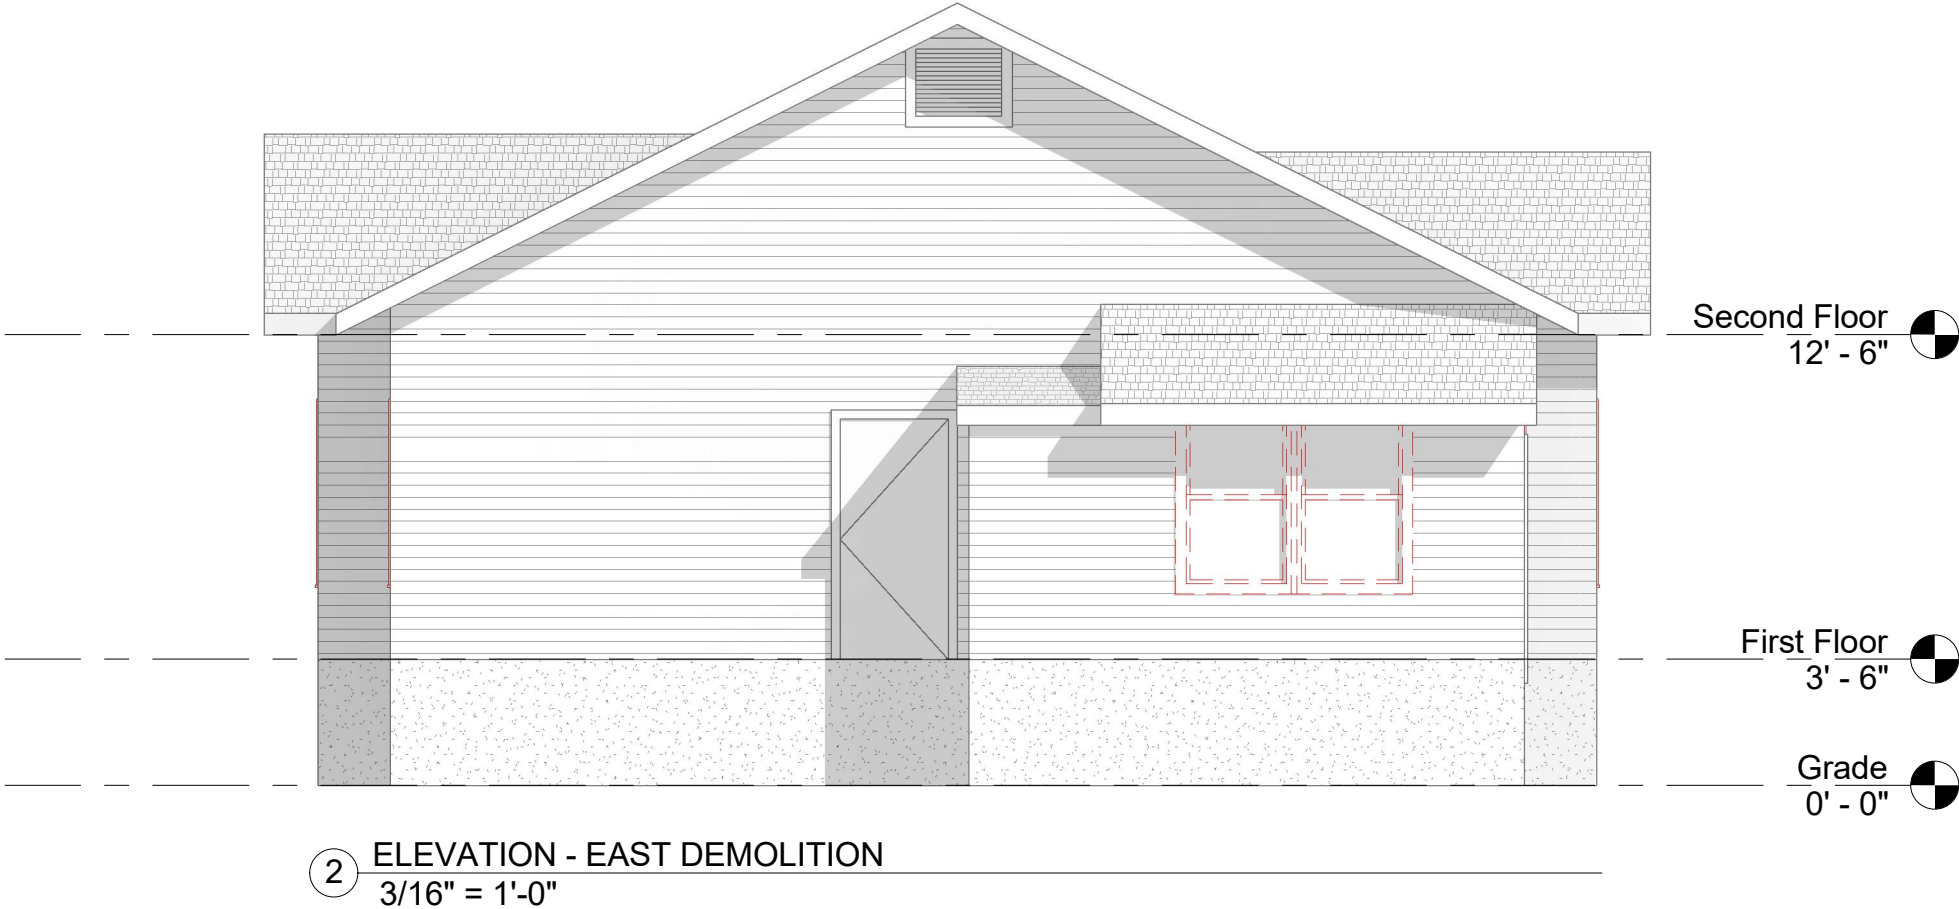 Second Floor
12' - 6"
First Floor
3' - 6"
Grade
0' - 0"
2
ELEVATION - EAST DEMOLITION
3/16" = 1'-0"